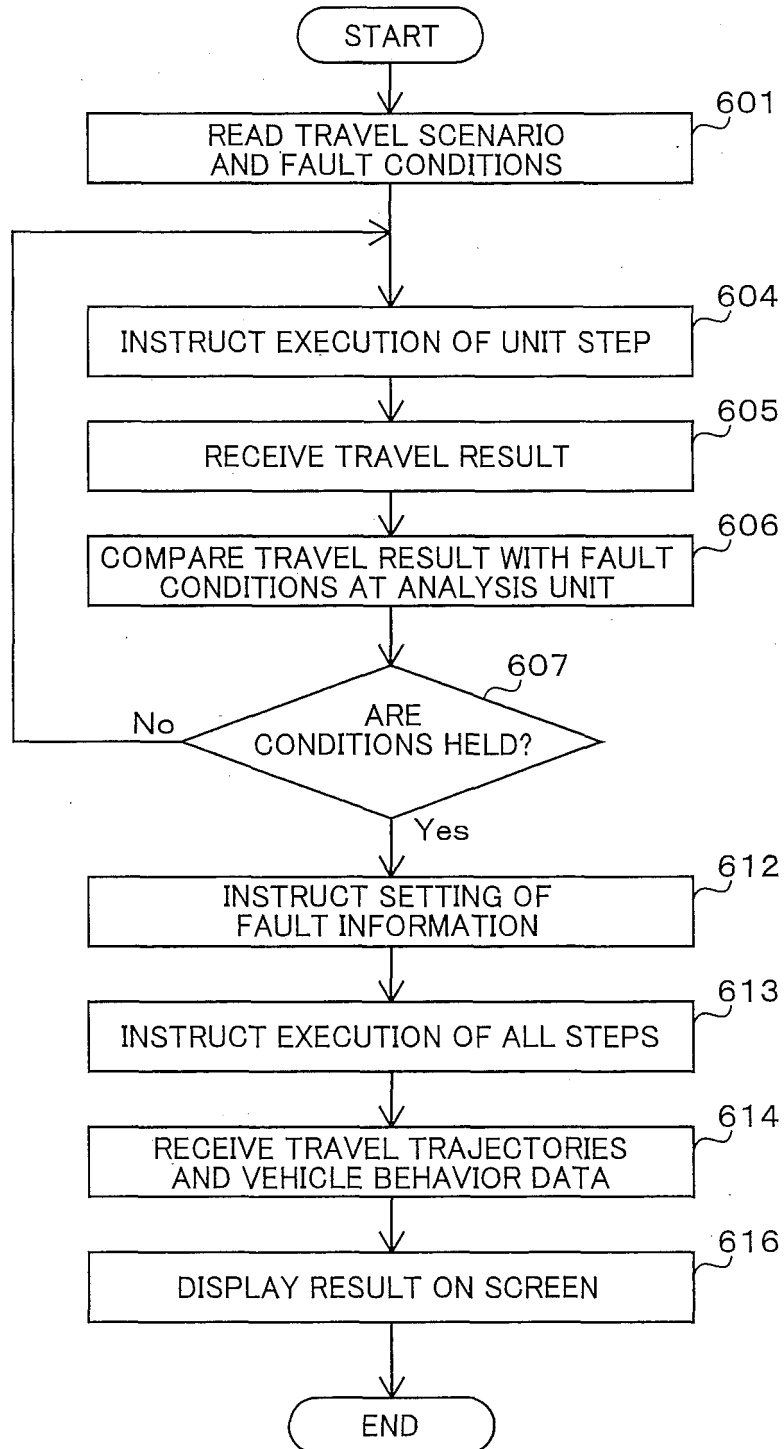 START
601
READ TRAVEL SCENARIO
AND FAULT CONDITIONS
604
INSTRUCT EXECUTION OF UNIT STEP
605
RECEIVE TRAVEL RESULT
606
COMPARE TRAVEL RESULT WITH FAULT
CONDITIONS AT ANALYSIS UNIT
607
ARE
CONDITIONS HELD?
No
Yes
612
INSTRUCT SETTING OF
FAULT INFORMATION
613
INSTRUCT EXECUTION OF ALL STEPS
614
RECEIVE TRAVEL TRAJECTORIES
AND VEHICLE BEHAVIOR DATA
616
DISPLAY RESULT ON SCREEN
END